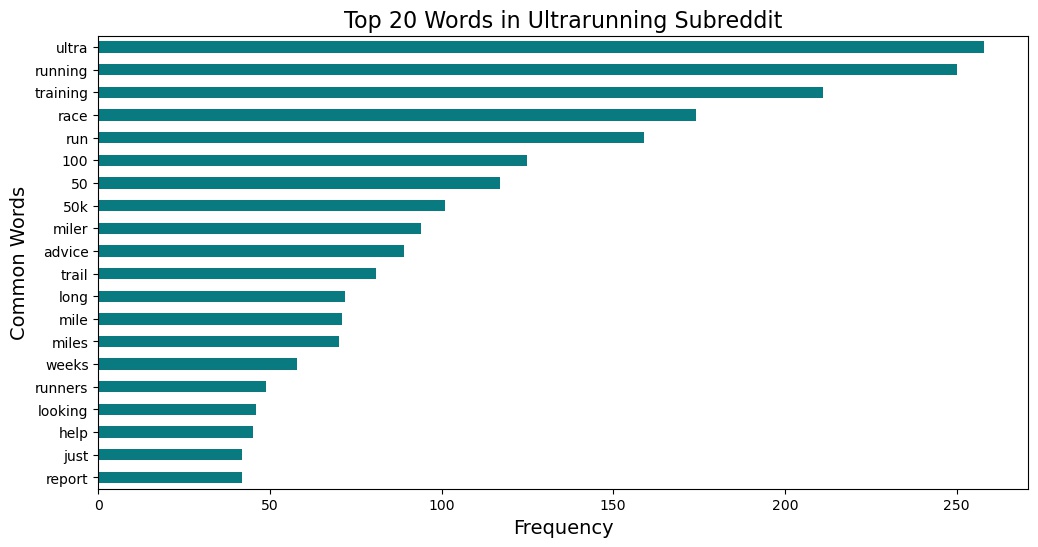 Top 20 Words in Ultrarunning Subreddit
Common Words
ultra
running
training
race
run
100
50
50k
miler
advice
trail
long
mile
miles
weeks
runners
looking
help
just
report
0 50 100 150 200 250
Frequency